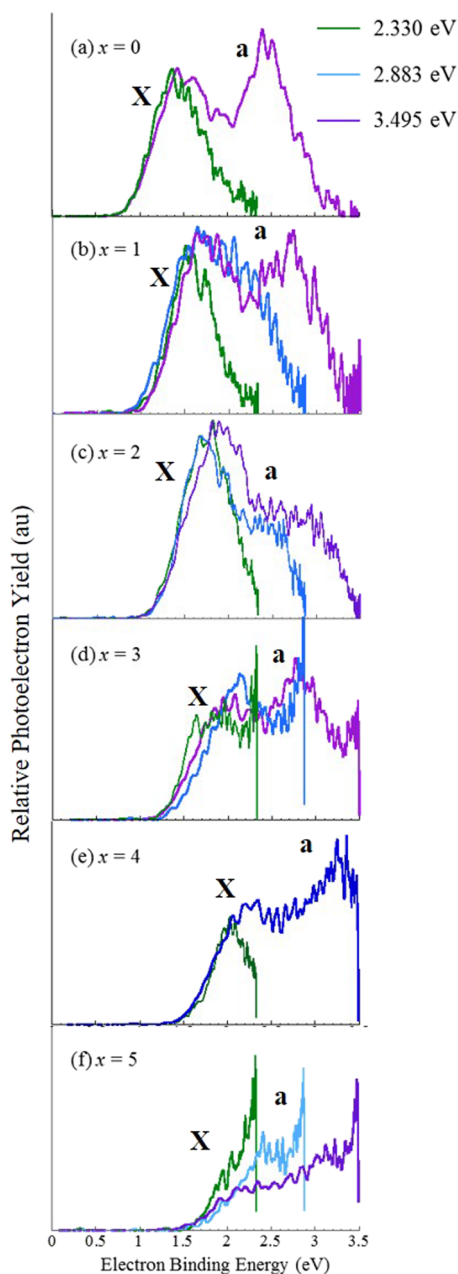 (a) x = 0
X
a
2.330 eV
2.883 eV
3.495 eV
(b) x = 1
X
a
(c) x = 2
X
a
(d) x = 3
X
a
(e) x = 4
X
a
(f) x = 5
X
a
Relative Photoelectron Yield (au)
0 0.5 1 1.5 2 2.5 3 3.5
Electron Binding Energy (eV)